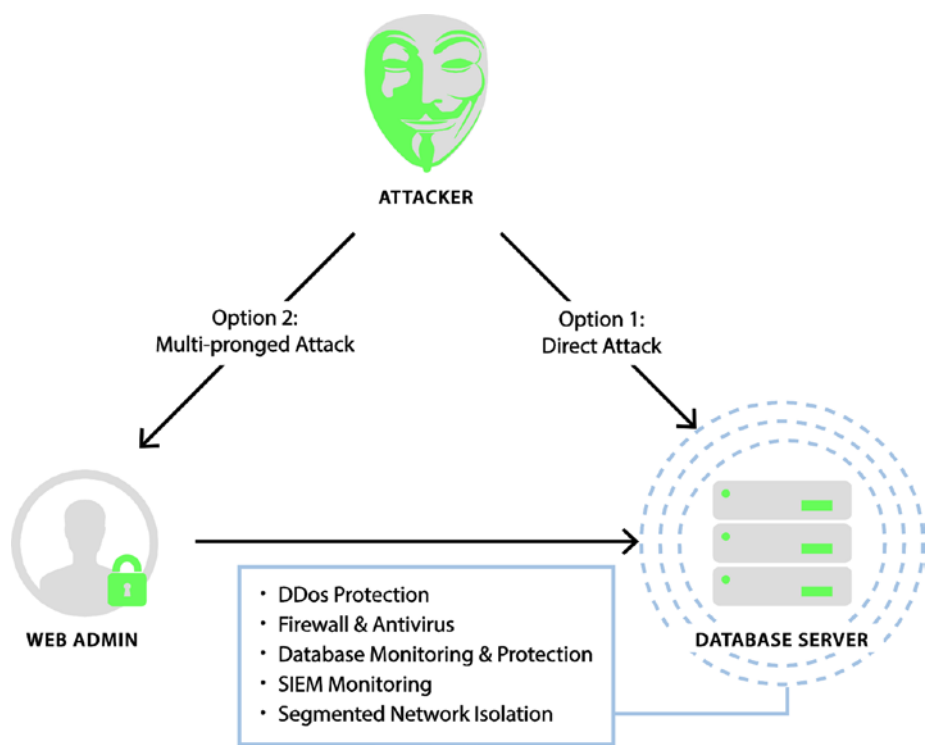 ATTACKER
Option 2:
Multi-pronged Attack
Option 1:
Direct Attack
WEB ADMIN
· DDos Protection
· Firewall & Antivirus
· Database Monitoring & Protection
· SIEM Monitoring
· Segmented Network Isolation
DATABASE SERVER